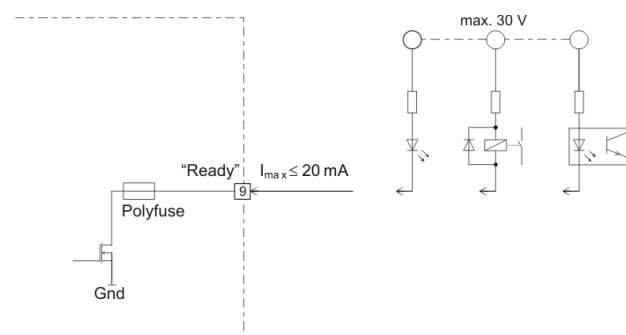 max. 30 V
"Ready"
Imax ≤ 20 mA
9
Polyfuse
Gnd